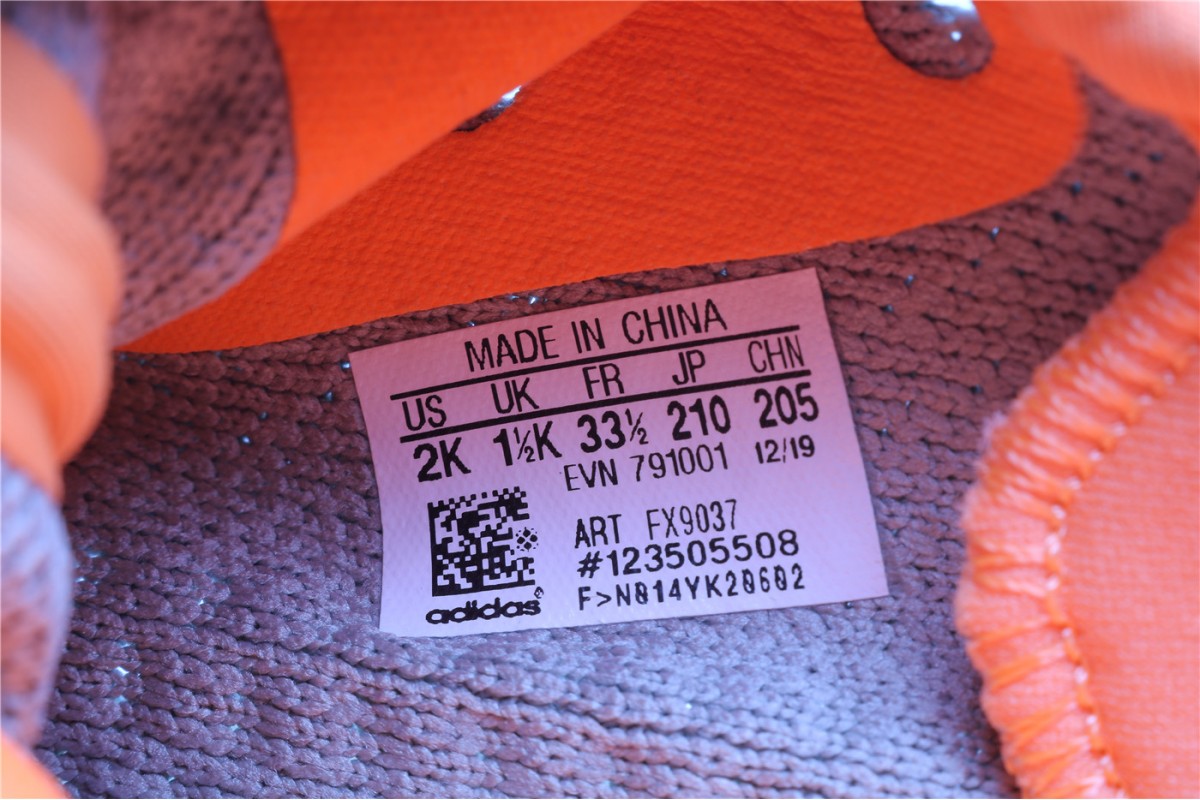 MADE IN CHINA
US UK FR JP CHN
2K 1½K 33½ 210 205
EVN 791001 12/19
ART FX9037
#123505508
F>N014YK20602
adidas